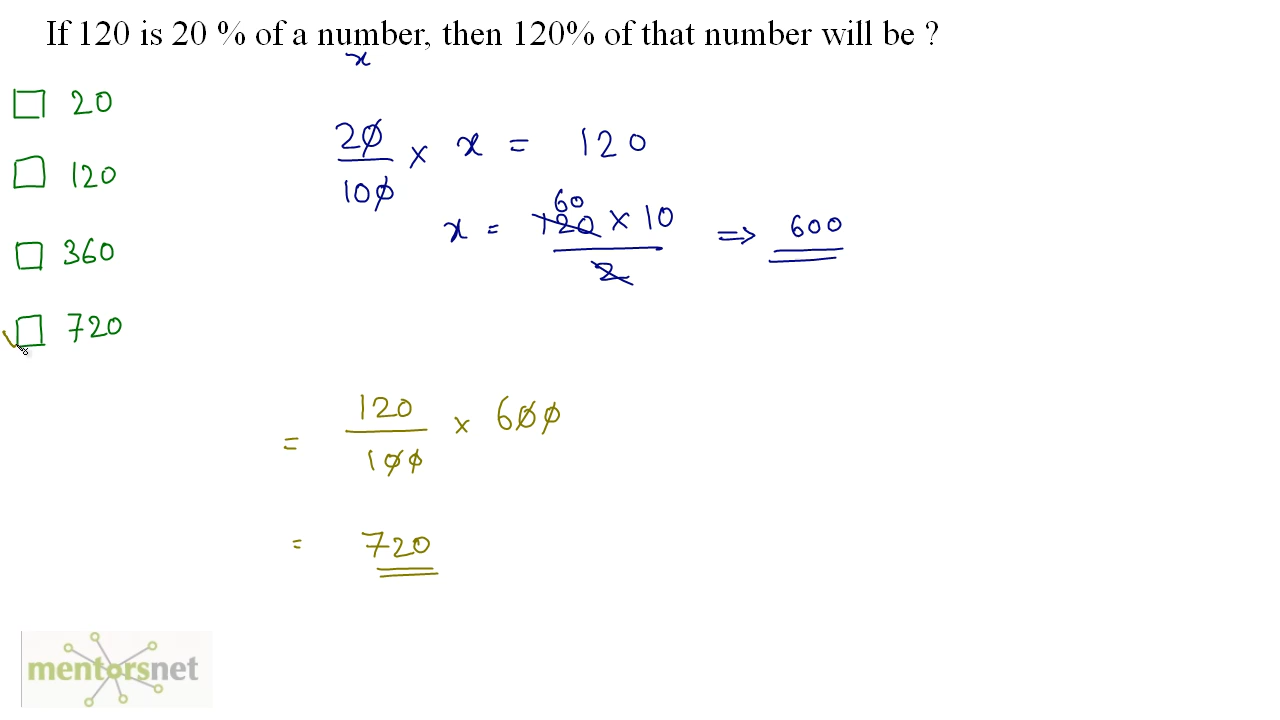 If 120 is 20 % of a number, then 120% of that number will be ?
x
20
120
360
720
20/100 × x = 120
x = 120 × 10 / 2 ⇒ 600
60
= 120/100 × 600
= 720
mentorsnet